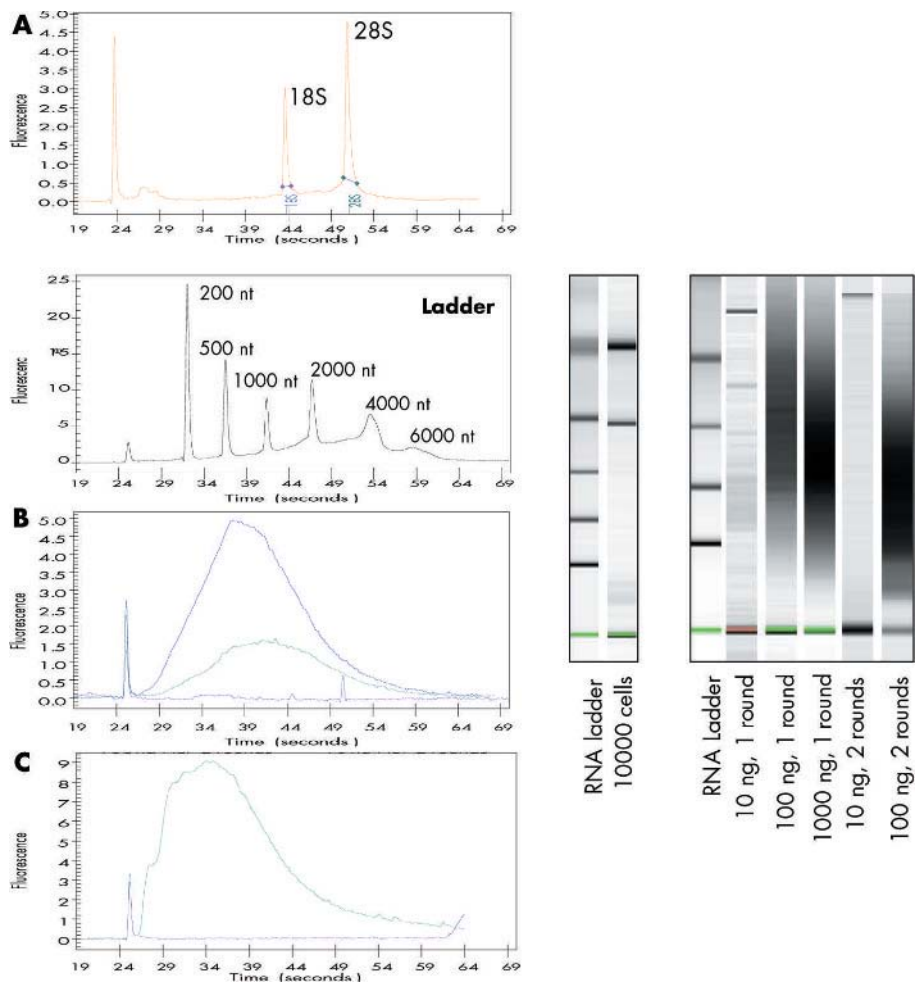 A
28S
18S
Fluorescence
5.0
4.5
4.0
3.5
3.0
2.5
2.0
1.5
1.0
0.5
0.0
18S
28S
19 24 29 34 39 44 49 54 59 64 69
Time (seconds)
Ladder
200 nt
500 nt
1000 nt
2000 nt
4000 nt
6000 nt
Fluorescenc
25
20
15
10
5
0
19 24 29 34 39 44 49 54 59 64 69
Time (seconds)
B
Fluorescence
5.0
4.5
4.0
3.5
3.0
2.5
2.0
1.5
1.0
0.5
0.0
19 24 29 34 39 44 49 54 59 64 69
Time (seconds)
C
Fluorescence
9
8
7
6
5
4
3
2
1
0
19 24 29 34 39 44 49 54 59 64 69
Time (seconds)
RNA ladder
10000 cells
RNA Ladder
10 ng, 1 round
100 ng, 1 round
1000 ng, 1 round
10 ng, 2 rounds
100 ng, 2 rounds